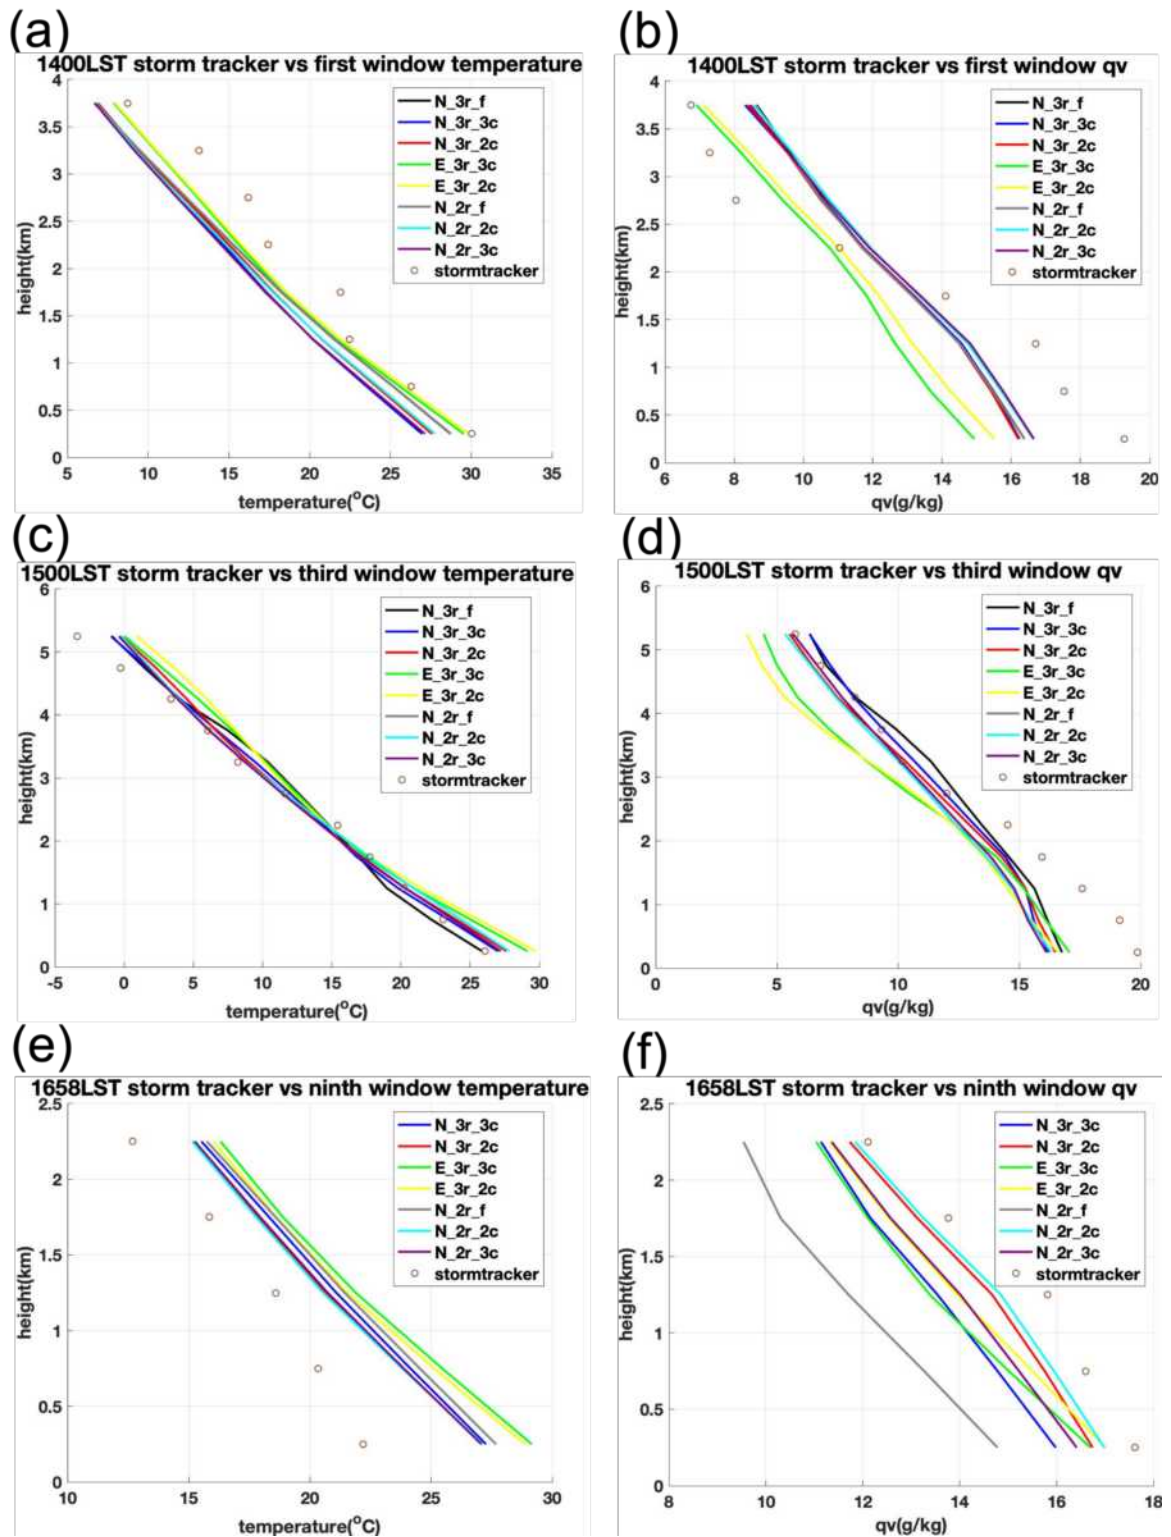 (a)
1400LST storm tracker vs first window temperature
4
3.5
3
2.5
2
1.5
1
0.5
0
height(km)
N_3r_f
N_3r_3c
N_3r_2c
E_3r_3c
E_3r_2c
N_2r_f
N_2r_2c
N_2r_3c
stormtracker
5 10 15 20 25 30 35
temperature(°C)
(b)
1400LST storm tracker vs first window qv
4
3.5
3
2.5
2
1.5
1
0.5
0
height(km)
N_3r_f
N_3r_3c
N_3r_2c
E_3r_3c
E_3r_2c
N_2r_f
N_2r_2c
N_2r_3c
stormtracker
6 8 10 12 14 16 18 20
qv(g/kg)
(c)
1500LST storm tracker vs third window temperature
6
5
4
3
2
1
0
height(km)
N_3r_f
N_3r_3c
N_3r_2c
E_3r_3c
E_3r_2c
N_2r_f
N_2r_2c
N_2r_3c
stormtracker
-5 0 5 10 15 20 25 30
temperature(°C)
(d)
1500LST storm tracker vs third window qv
6
5
4
3
2
1
0
height(km)
N_3r_f
N_3r_3c
N_3r_2c
E_3r_3c
E_3r_2c
N_2r_f
N_2r_2c
N_2r_3c
stormtracker
0 5 10 15 20
qv(g/kg)
(e)
1658LST storm tracker vs ninth window temperature
2.5
2
1.5
1
0.5
0
height(km)
N_3r_3c
N_3r_2c
E_3r_3c
E_3r_2c
N_2r_f
N_2r_2c
N_2r_3c
stormtracker
10 15 20 25 30
temperature(°C)
(f)
1658LST storm tracker vs ninth window qv
2.5
2
1.5
1
0.5
0
height(km)
N_3r_3c
N_3r_2c
E_3r_3c
E_3r_2c
N_2r_f
N_2r_2c
N_2r_3c
stormtracker
8 10 12 14 16 18
qv(g/kg)